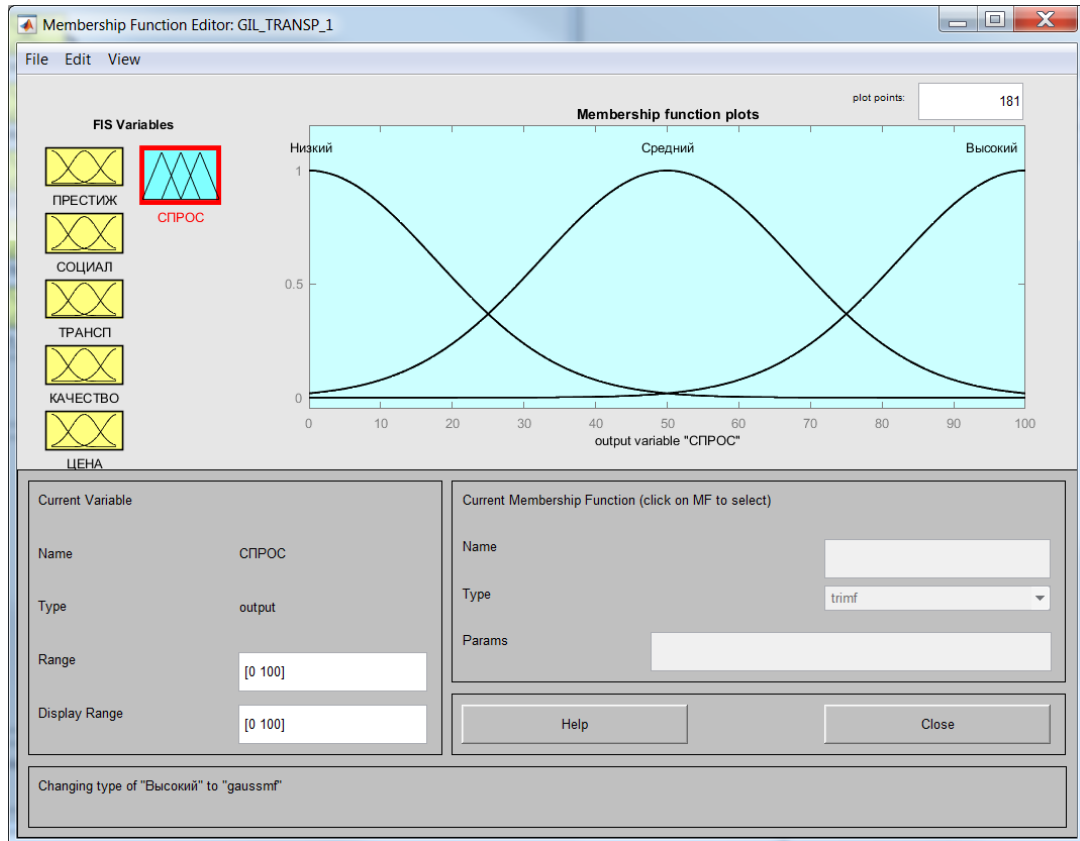 Membership Function Editor: GIL_TRANSP_1
File Edit View
plot points: 181
FIS Variables
Membership function plots
ПРЕСТИЖ
СПРОС
СОЦИАЛ
ТРАНСП
КАЧЕСТВО
ЦЕНА
Низкий Средний Высокий
1
0.5
0
0 10 20 30 40 50 60 70 80 90 100
output variable "СПРОС"
Current Variable
Name СПРОС
Type output
Range [0 100]
Display Range [0 100]
Current Membership Function (click on MF to select)
Name
Type trimf
Params
Help Close
Changing type of "Высокий" to "gaussmf"